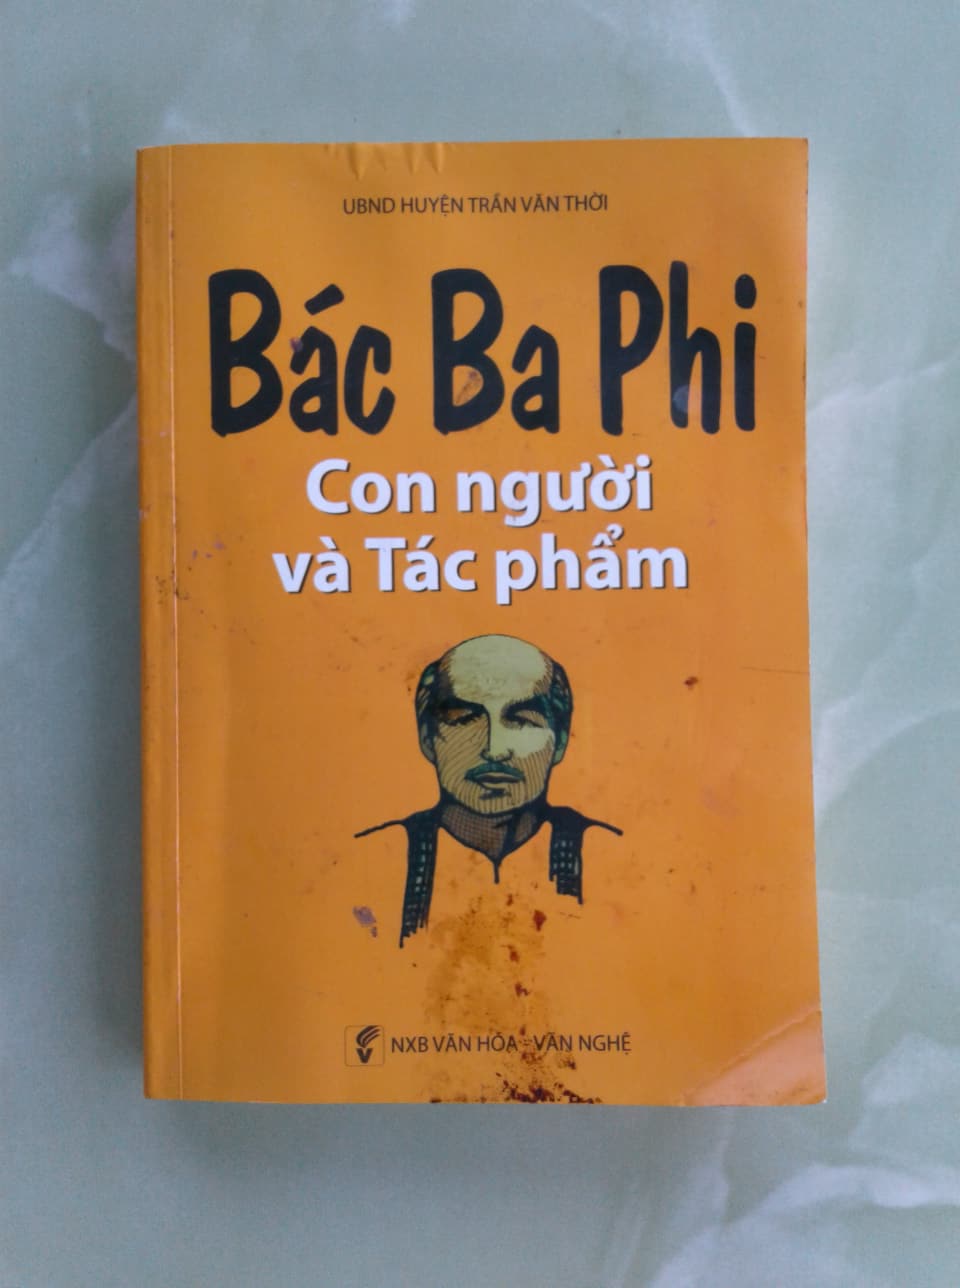 UBND HUYỆN TRẦN VĂN THỜI
Bác Ba Phi
Con người
và Tác phẩm
NXB VĂN HÓA - VĂN NGHỆ